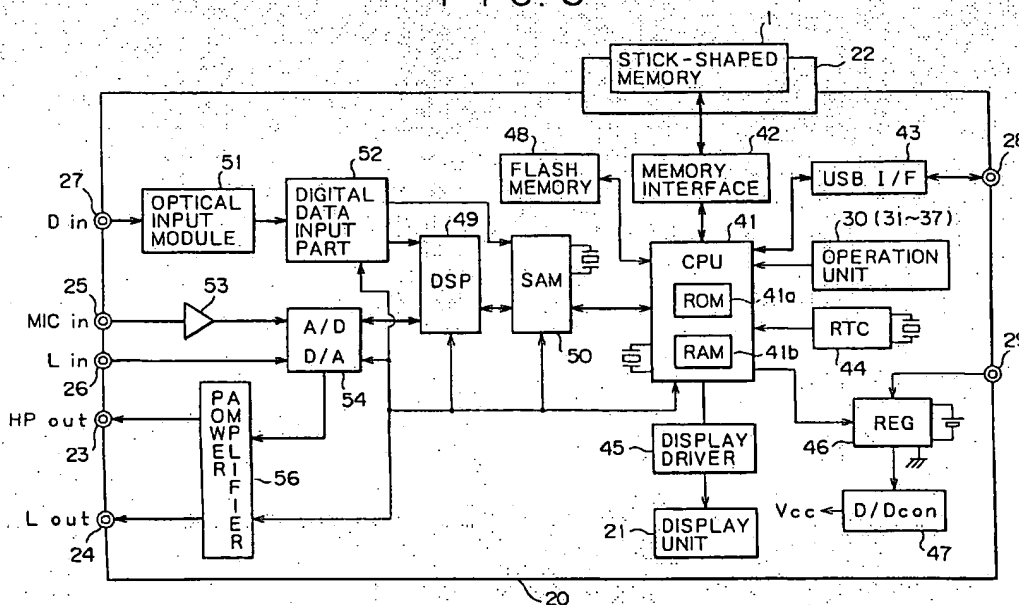 1
STICK-SHAPED
MEMORY
22
48
FLASH
MEMORY
42
MEMORY
INTERFACE
43
USB I/F
28
27
D in
51
OPTICAL
INPUT
MODULE
52
DIGITAL
DATA
INPUT
PART
49
DSP
SAM
50
41
CPU
ROM
41a
RAM
41b
30 (31~37)
OPERATION
UNIT
25
MIC in
53
L in
26
A/D
D/A
54
RTC
44
29
HP out
23
POWER
AMPLIFIER
56
45
DISPLAY
DRIVER
REG
46
L out
24
21
DISPLAY
UNIT
Vcc
D/Dcon
47
20